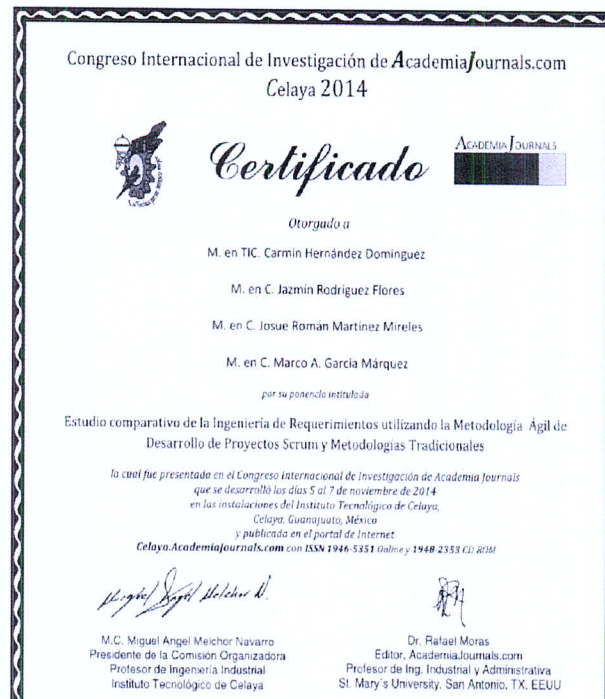 Congreso Internacional de Investigación de AcademiaJournals.com
Celaya 2014
Certificado
ACADEMIA JOURNALS
Otorgado a
M. en TIC. Carmin Hernández Domínguez
M. en C. Jazmín Rodríguez Flores
M. en C. Josue Román Martínez Mireles
M. en C. Marco A. García Márquez
por su ponencia intitulada
Estudio comparativo de la Ingeniería de Requerimientos utilizando la Metodología Ágil de
Desarrollo de Proyectos Scrum y Metodologías Tradicionales
la cual fue presentada en el Congreso Internacional de Investigación de Academia Journals
que se desarrolló los días 5 al 7 de noviembre de 2014
en las instalaciones del Instituto Tecnológico de Celaya,
Celaya, Guanajuato, México
y publicada en el portal de Internet
Celaya.AcademiaJournals.com con ISSN 1946-5351 Online y 1948-2353 CD ROM
Miguel Angel Melchor N.
M.C. Miguel Angel Melchor Navarro
Presidente de la Comisión Organizadora
Profesor de Ingeniería Industrial
Instituto Tecnológico de Celaya
Dr. Rafael Moras
Editor, AcademiaJournals.com
Profesor de Ing. Industrial y Administrativa
St. Mary's University, San Antonio, TX, EEUU